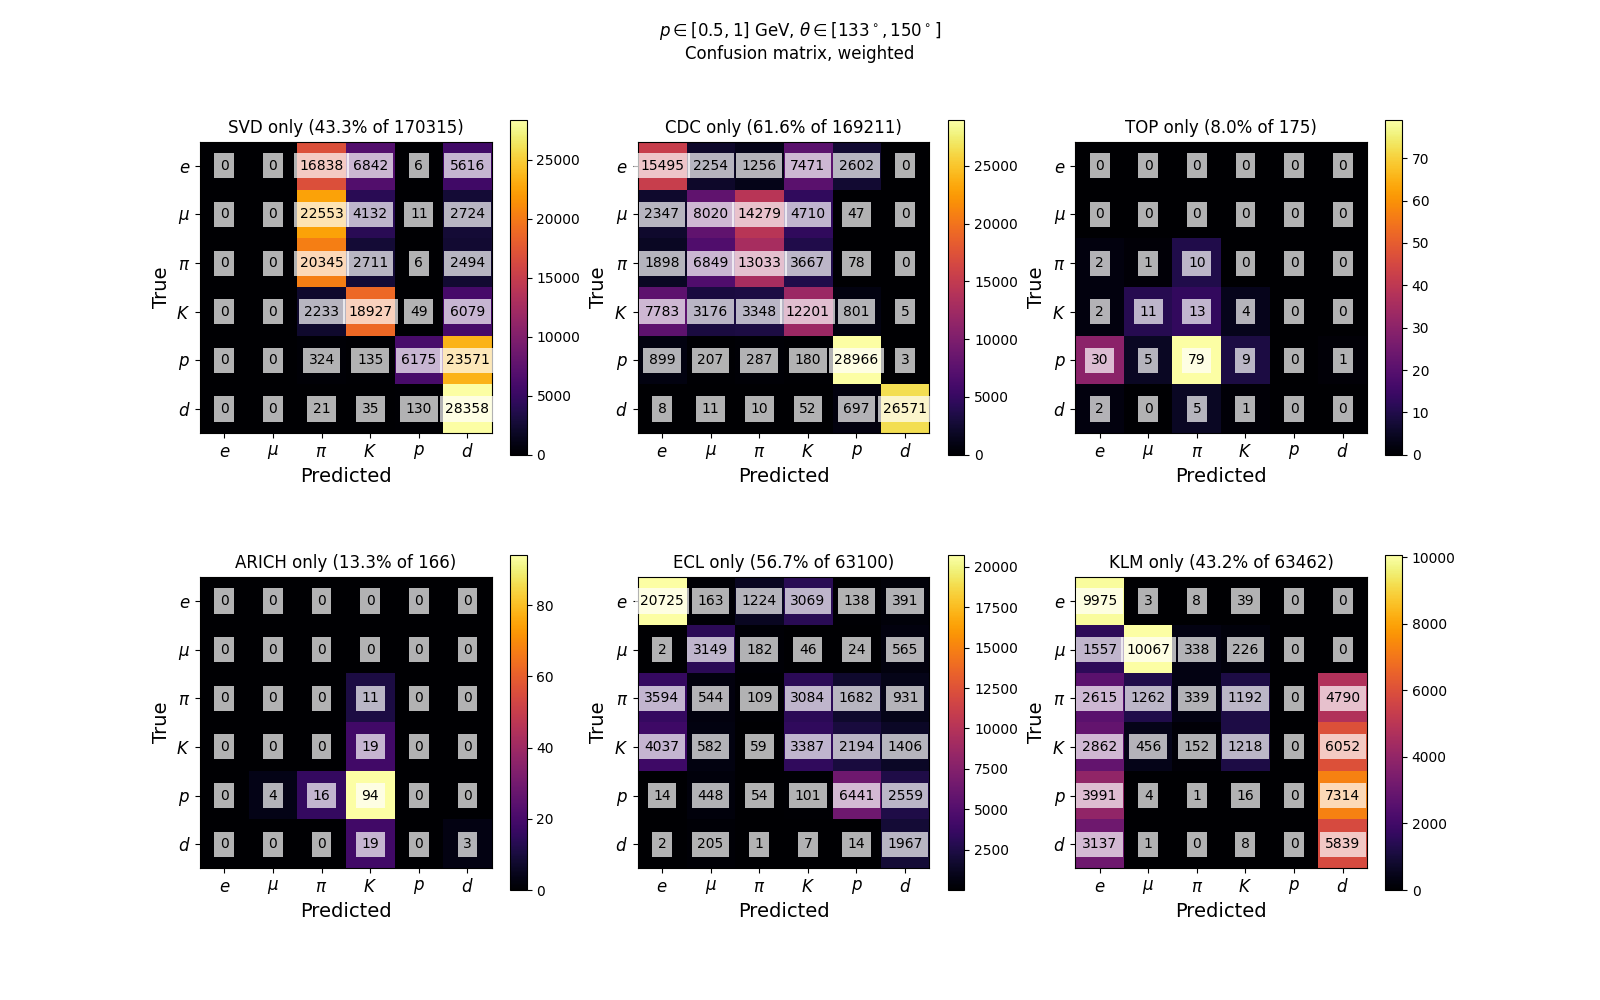 p ∈ [0.5, 1] GeV, θ ∈ [133°, 150°]
Confusion matrix, weighted
SVD only (43.3% of 170315)
True
e 0 0 16838 6842 6 5616
μ 0 0 22553 4132 11 2724
π 0 0 20345 2711 6 2494
K 0 0 2233 18927 49 6079
p 0 0 324 135 6175 23571
d 0 0 21 35 130 28358
e μ π K p d
Predicted
25000
20000
15000
10000
5000
0
CDC only (61.6% of 169211)
True
e 15495 2254 1256 7471 2602 0
μ 2347 8020 14279 4710 47 0
π 1898 6849 13033 3667 78 0
K 7783 3176 3348 12201 801 5
p 899 207 287 180 28966 3
d 8 11 10 52 697 26571
e μ π K p d
Predicted
25000
20000
15000
10000
5000
0
TOP only (8.0% of 175)
True
e 0 0 0 0 0 0
μ 0 0 0 0 0 0
π 2 1 10 0 0 0
K 2 11 13 4 0 0
p 30 5 79 9 0 1
d 2 0 5 1 0 0
e μ π K p d
Predicted
70
60
50
40
30
20
10
0
ARICH only (13.3% of 166)
True
e 0 0 0 0 0 0
μ 0 0 0 0 0 0
π 0 0 0 11 0 0
K 0 0 0 19 0 0
p 0 4 16 94 0 0
d 0 0 0 19 0 3
e μ π K p d
Predicted
80
60
40
20
0
ECL only (56.7% of 63100)
True
e 20725 163 1224 3069 138 391
μ 2 3149 182 46 24 565
π 3594 544 109 3084 1682 931
K 4037 582 59 3387 2194 1406
p 14 448 54 101 6441 2559
d 2 205 1 7 14 1967
e μ π K p d
Predicted
20000
17500
15000
12500
10000
7500
5000
2500
KLM only (43.2% of 63462)
True
e 9975 3 8 39 0 0
μ 1557 10067 338 226 0 0
π 2615 1262 339 1192 0 4790
K 2862 456 152 1218 0 6052
p 3991 4 1 16 0 7314
d 3137 1 0 8 0 5839
e μ π K p d
Predicted
10000
8000
6000
4000
2000
0